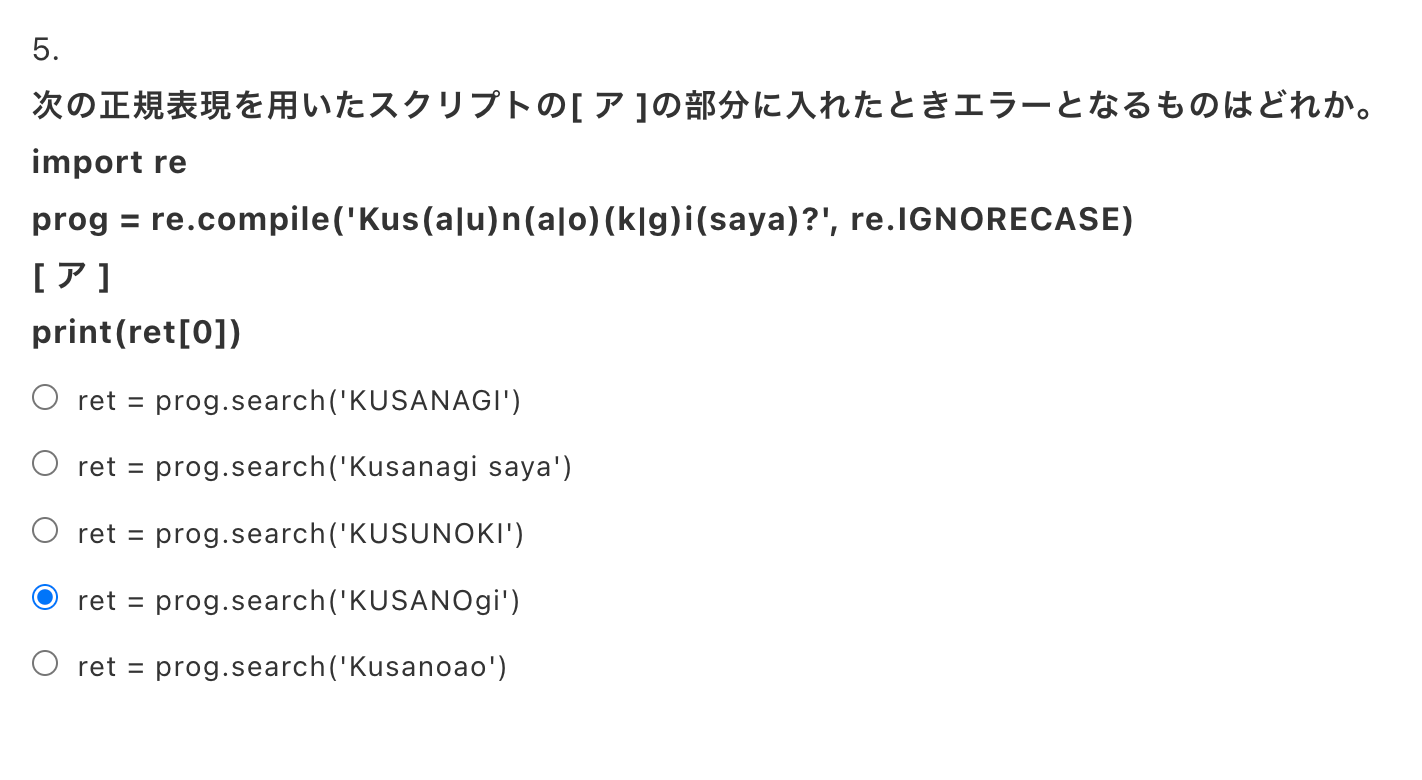 5.
次の正規表現を用いたスクリプトの[ ア ]の部分に入れたときエラーとなるものはどれか。
import re
prog = re.compile('Kus(a|u)n(a|o)(k|g)i(saya)?', re.IGNORECASE)
[ ア ]
print(ret[0])
ret = prog.search('KUSANAGI')
ret = prog.search('Kusanagi saya')
ret = prog.search('KUSUNOKI')
ret = prog.search('KUSANOgi')
ret = prog.search('Kusanoao')